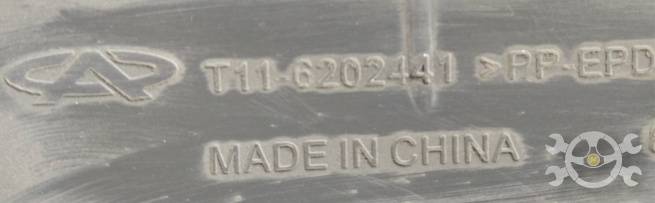 T11-6202441 >PP-EPD
MADE IN CHINA